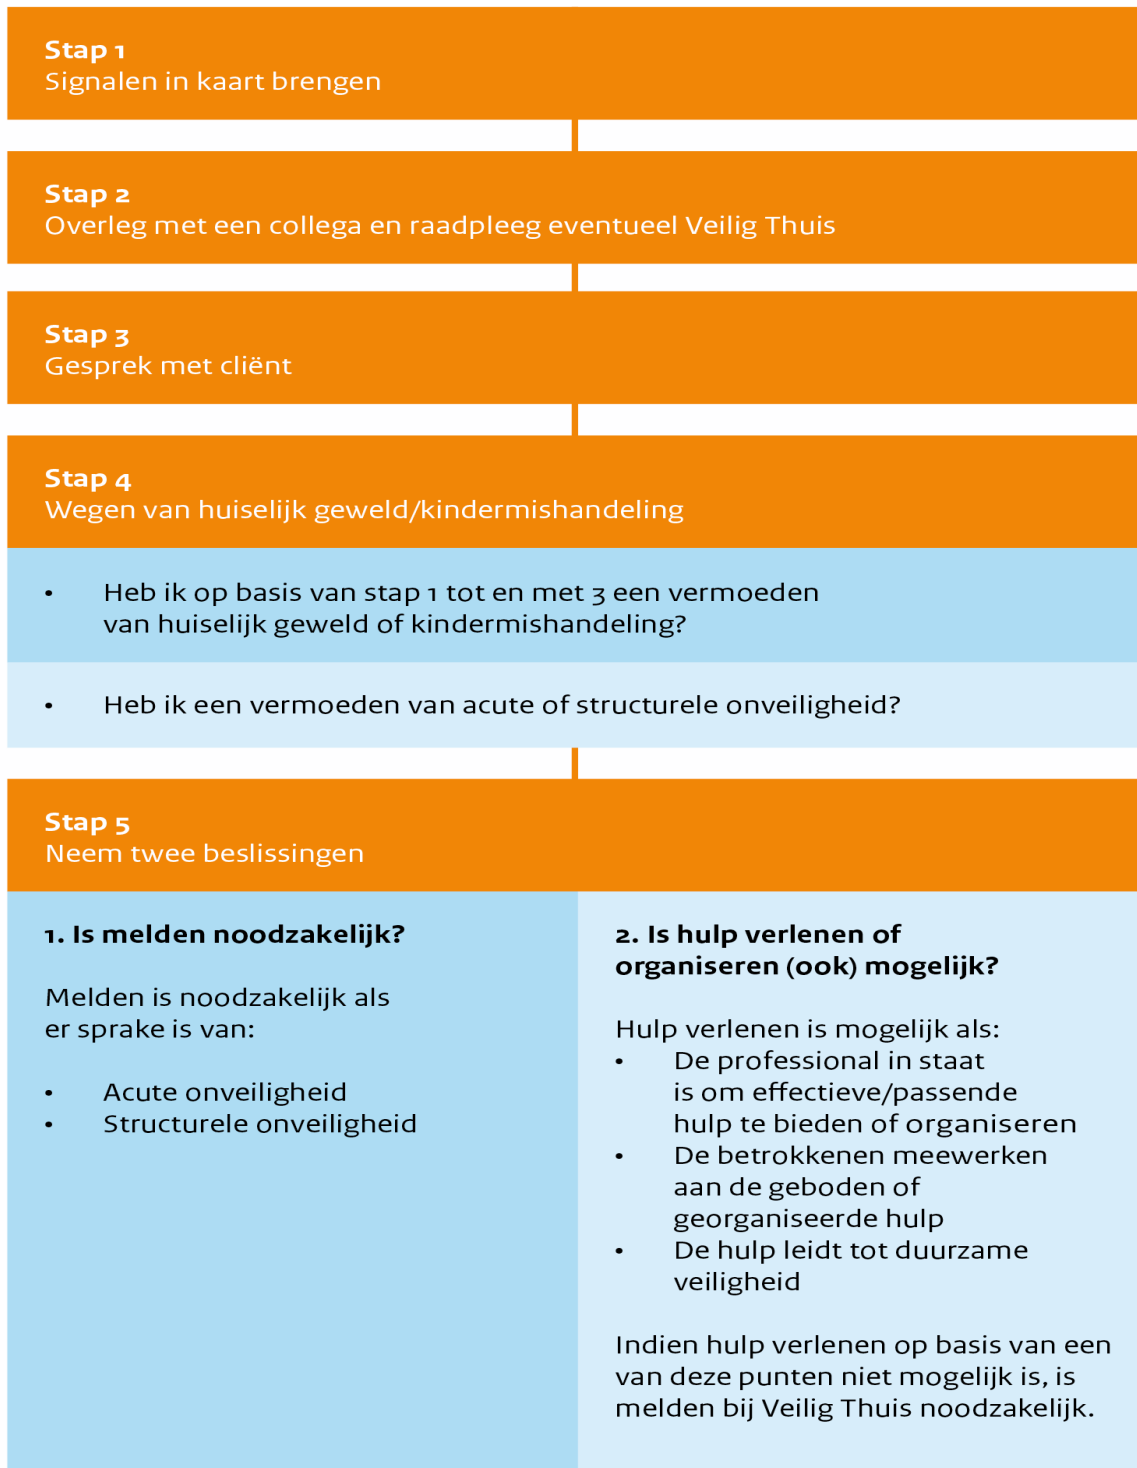 Stap 1
Signalen in kaart brengen
Stap 2
Overleg met een collega en raadpleeg eventueel Veilig Thuis
Stap 3
Gesprek met cliënt
Stap 4
Wegen van huiselijk geweld/kindermishandeling
• Heb ik op basis van stap 1 tot en met 3 een vermoeden
van huiselijk geweld of kindermishandeling?
• Heb ik een vermoeden van acute of structurele onveiligheid?
Stap 5
Neem twee beslissingen
1. Is melden noodzakelijk?
Melden is noodzakelijk als
er sprake is van:
• Acute onveiligheid
• Structurele onveiligheid
2. Is hulp verlenen of
organiseren (ook) mogelijk?
Hulp verlenen is mogelijk als:
• De professional in staat
is om effectieve/passende
hulp te bieden of organiseren
• De betrokkenen meewerken
aan de geboden of
georganiseerde hulp
• De hulp leidt tot duurzame
veiligheid
Indien hulp verlenen op basis van een
van deze punten niet mogelijk is, is
melden bij Veilig Thuis noodzakelijk.